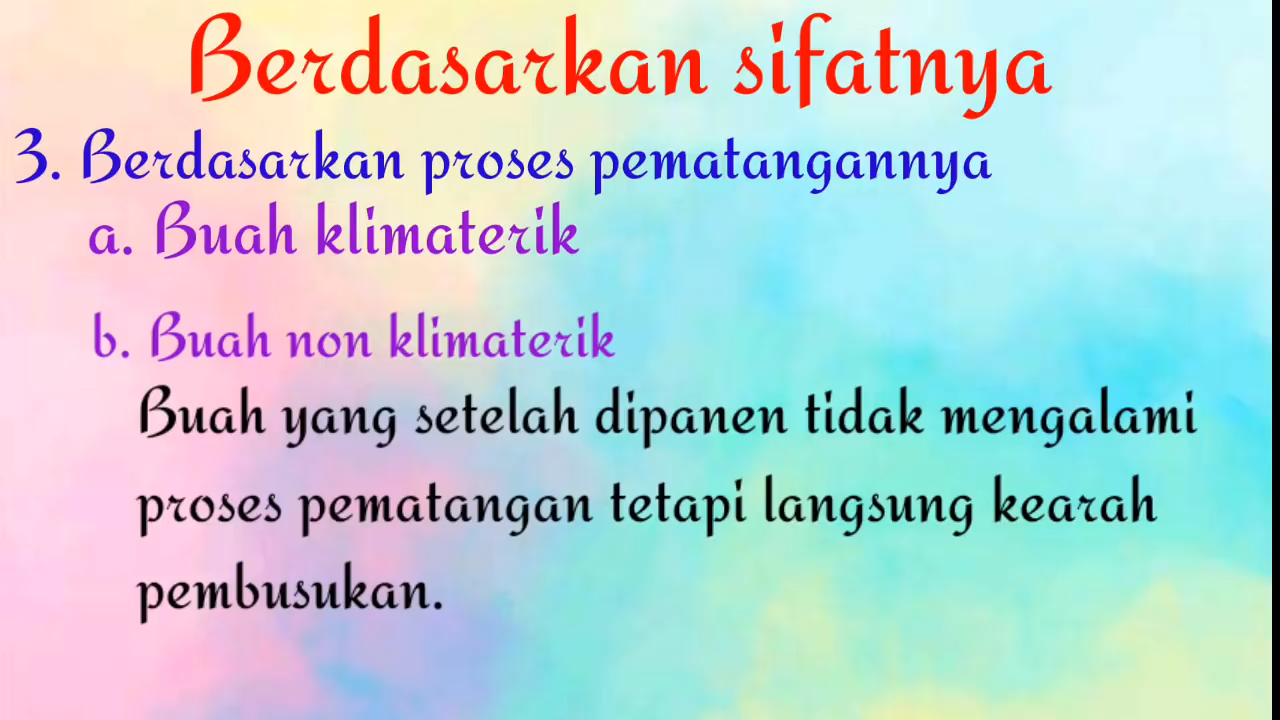 Berdasarkan sifatnya
3. Berdasarkan proses pematangannya
a. Buah klimaterik
b. Buah non klimaterik
Buah yang setelah dipanen tidak mengalami
proses pematangan tetapi langsung kearah
pembusukan.